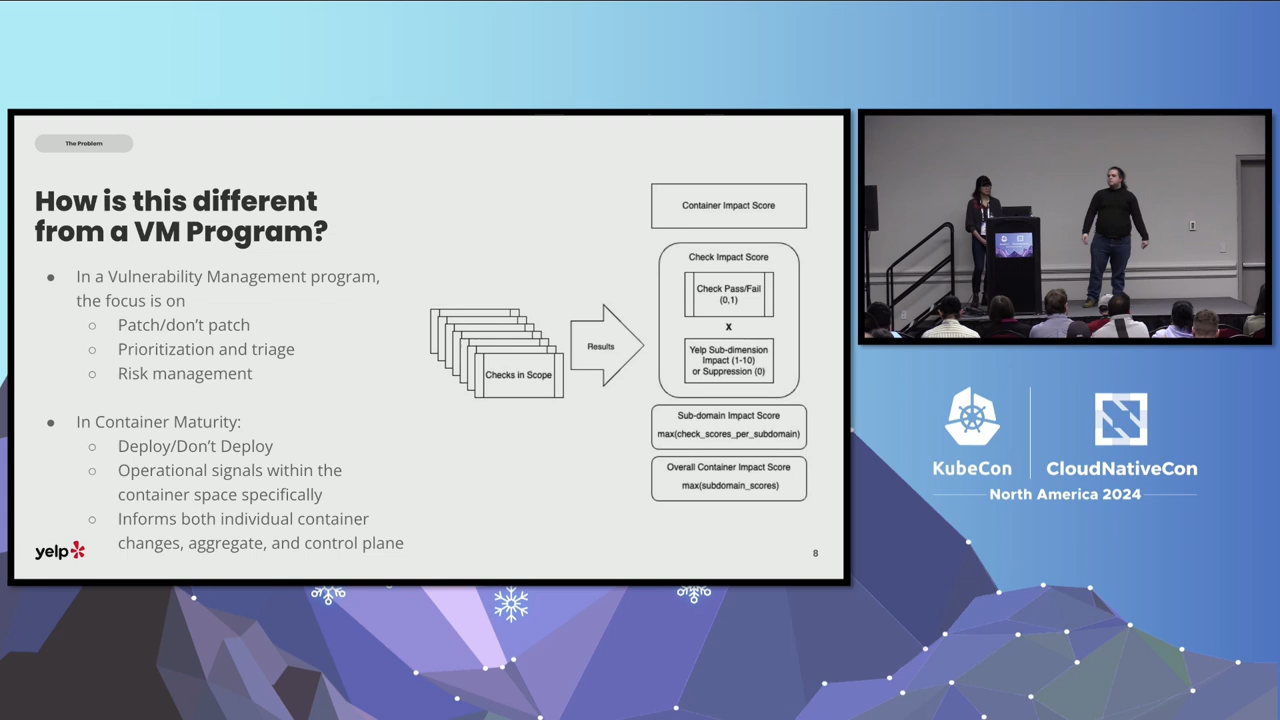 The Problem
How is this different
from a VM Program?
● In a Vulnerability Management program,
the focus is on
○ Patch/don't patch
○ Prioritization and triage
○ Risk management
● In Container Maturity:
○ Deploy/Don't Deploy
○ Operational signals within the
container space specifically
○ Informs both individual container
changes, aggregate, and control plane
yelp
Checks in Scope
Results
Container Impact Score
Check Impact Score
Check Pass/Fail
(0,1)
x
Yelp Sub-dimension
Impact (1-10)
or Suppression (0)
Sub-domain Impact Score
max(check_scores_per_subdomain)
Overall Container Impact Score
max(subdomain_scores)
8
KubeCon
CloudNativeCon
North America 2024